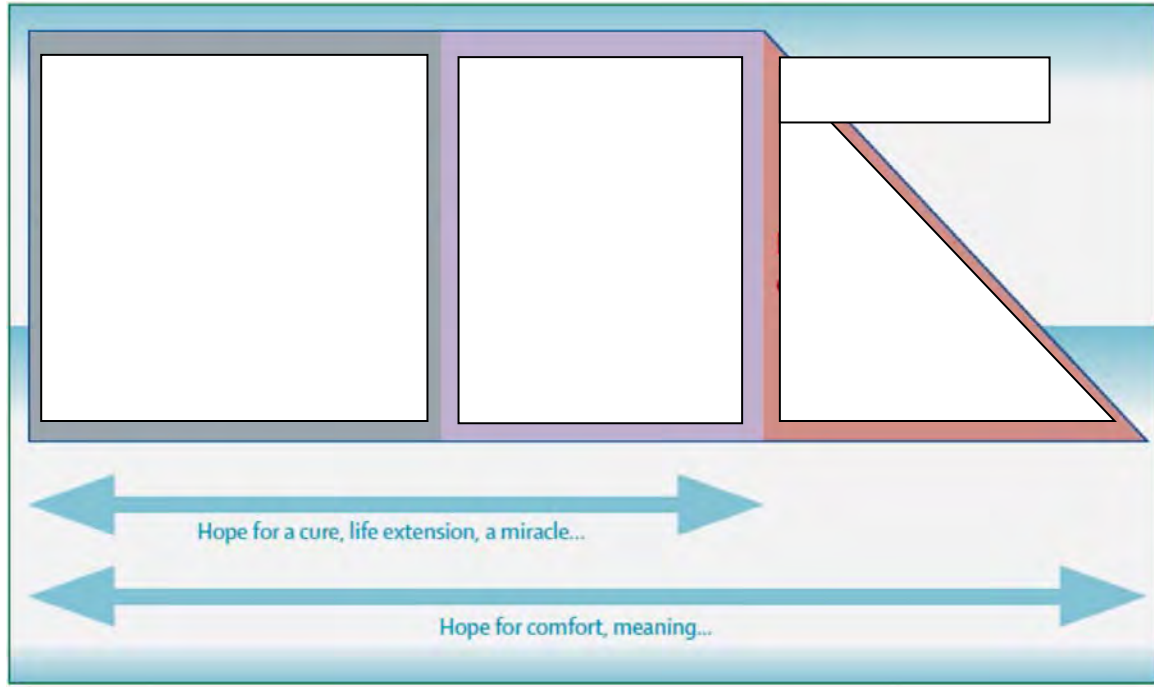 Hope for a cure, life extension, a miracle...
Hope for comfort, meaning...